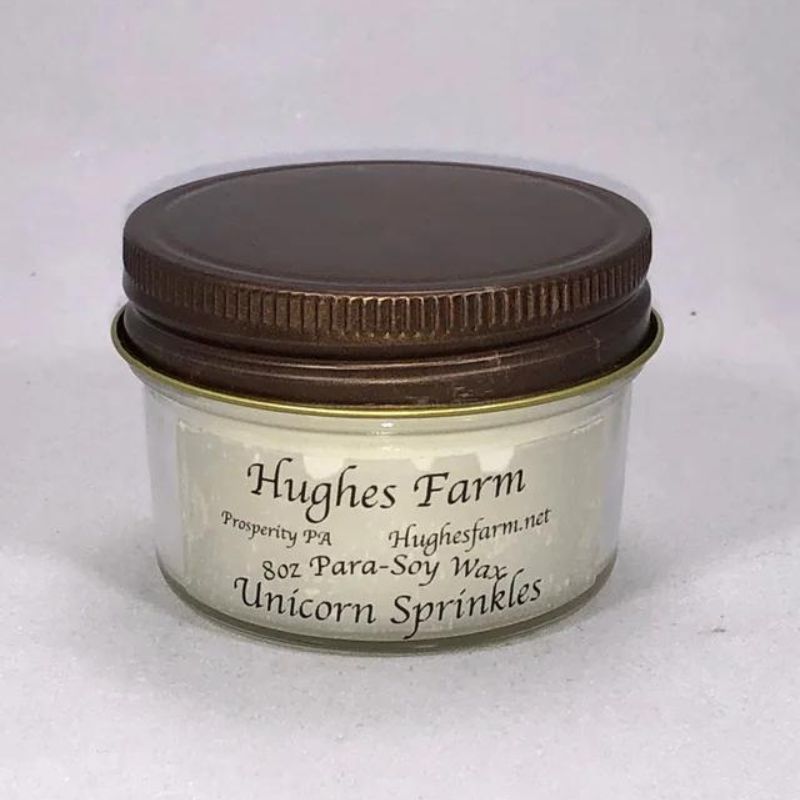 Hughes Farm
Prosperity PA Hughesfarm.net
8oz Para-Soy Wax
Unicorn Sprinkles